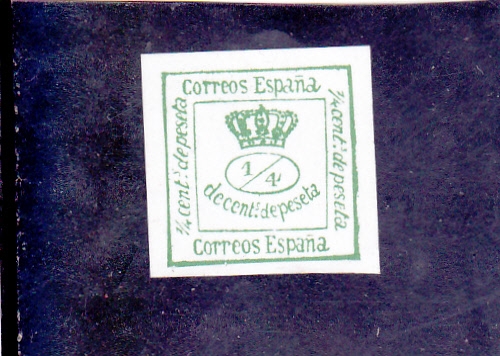 Correos España
¼ cent.s de peseta
¼ cent.s de peseta
1/4
de cent.s de peseta
Correos España